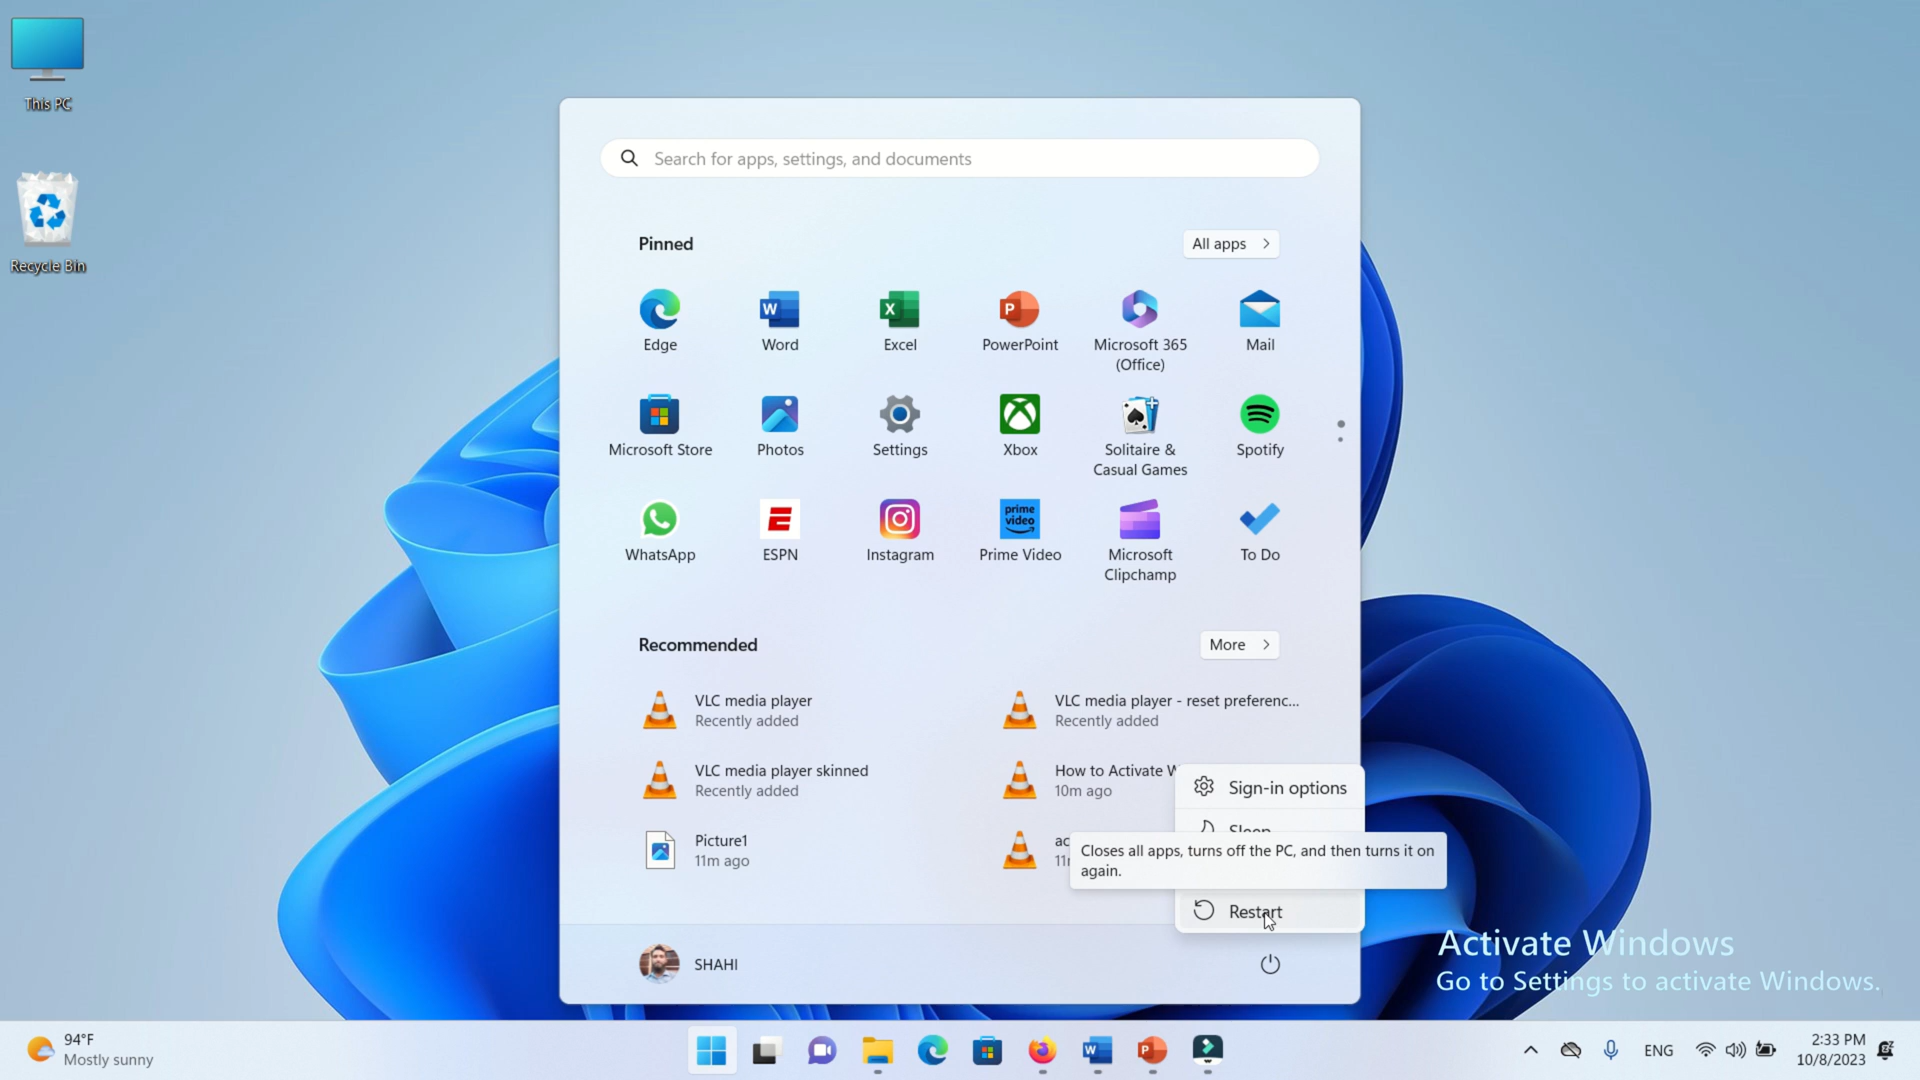 This PC
Recycle Bin
Search for apps, settings, and documents
Pinned
All apps
Edge
Word
Excel
PowerPoint
Microsoft 365
(Office)
Mail
Microsoft Store
Photos
Settings
Xbox
Solitaire &
Casual Games
Spotify
WhatsApp
ESPN
Instagram
prime
video
Prime Video
Microsoft
Clipchamp
To Do
Recommended
More
VLC media player
Recently added
VLC media player - reset preferenc...
Recently added
VLC media player skinned
Recently added
How to Activate W
10m ago
Picture1
11m ago
ac
11
Sign-in options
Sleep
Closes all apps, turns off the PC, and then turns it on
again.
Restart
SHAHI
Activate Windows
Go to Settings to activate Windows.
94°F
Mostly sunny
ENG
2:33 PM
10/8/2023